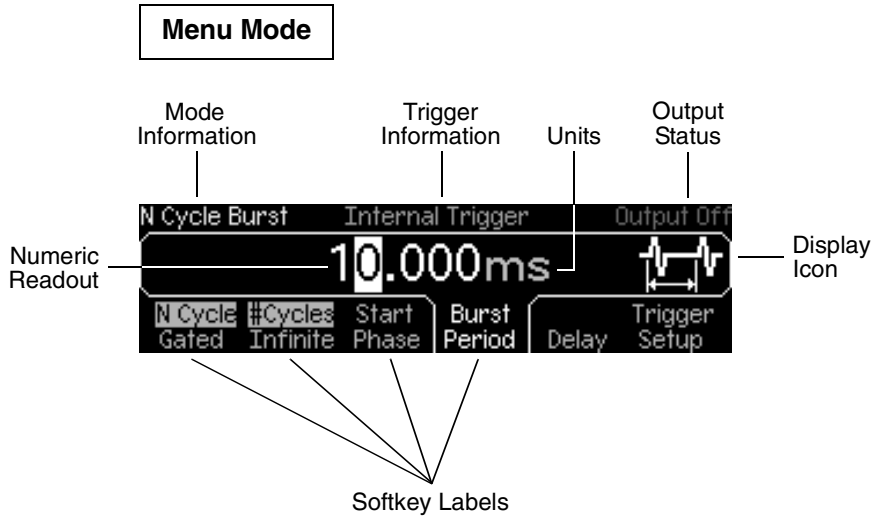 Menu Mode
Mode Information
Trigger Information
Units
Output Status
N Cycle Burst Internal Trigger Output Off
Numeric Readout
10.000ms
Display Icon
N Cycle #Cycles Start Burst Trigger
Gated Infinite Phase Period Delay Setup
Softkey Labels